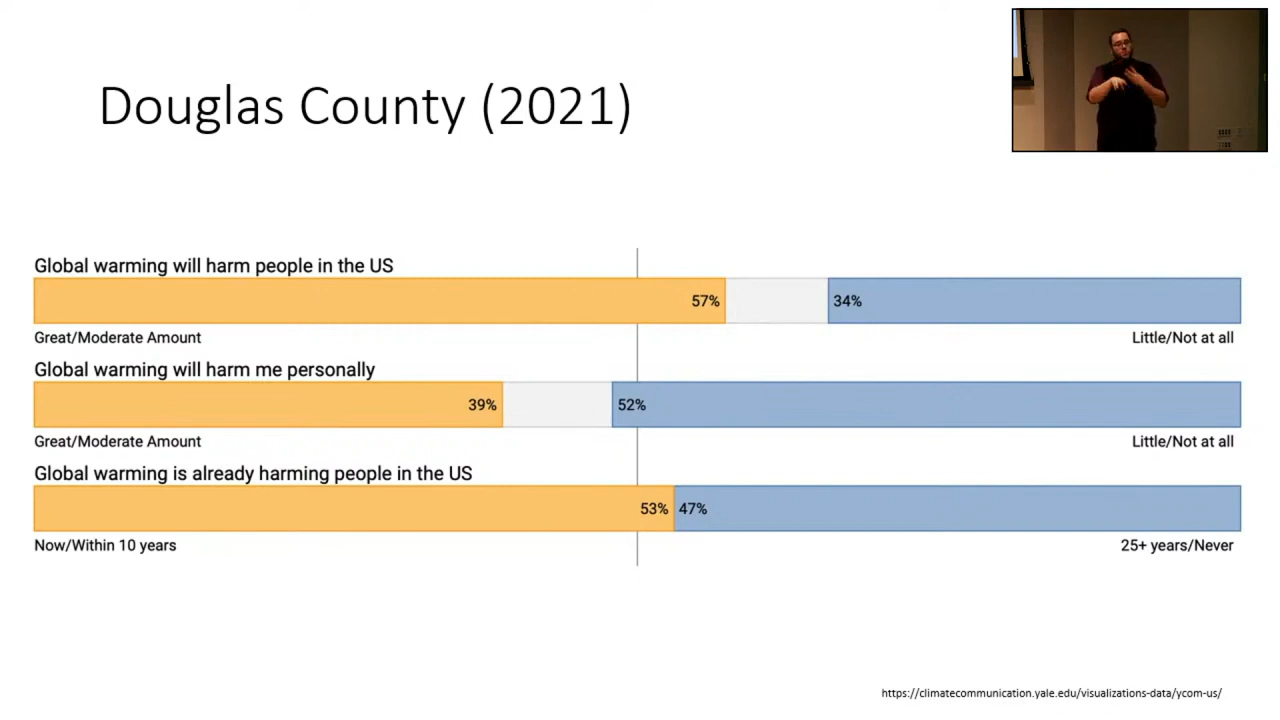 Douglas County (2021)
Global warming will harm people in the US
57% 34%
Great/Moderate Amount Little/Not at all
Global warming will harm me personally
39% 52%
Great/Moderate Amount Little/Not at all
Global warming is already harming people in the US
53% 47%
Now/Within 10 years 25+ years/Never
https://climatecommunication.yale.edu/visualizations-data/ycom-us/